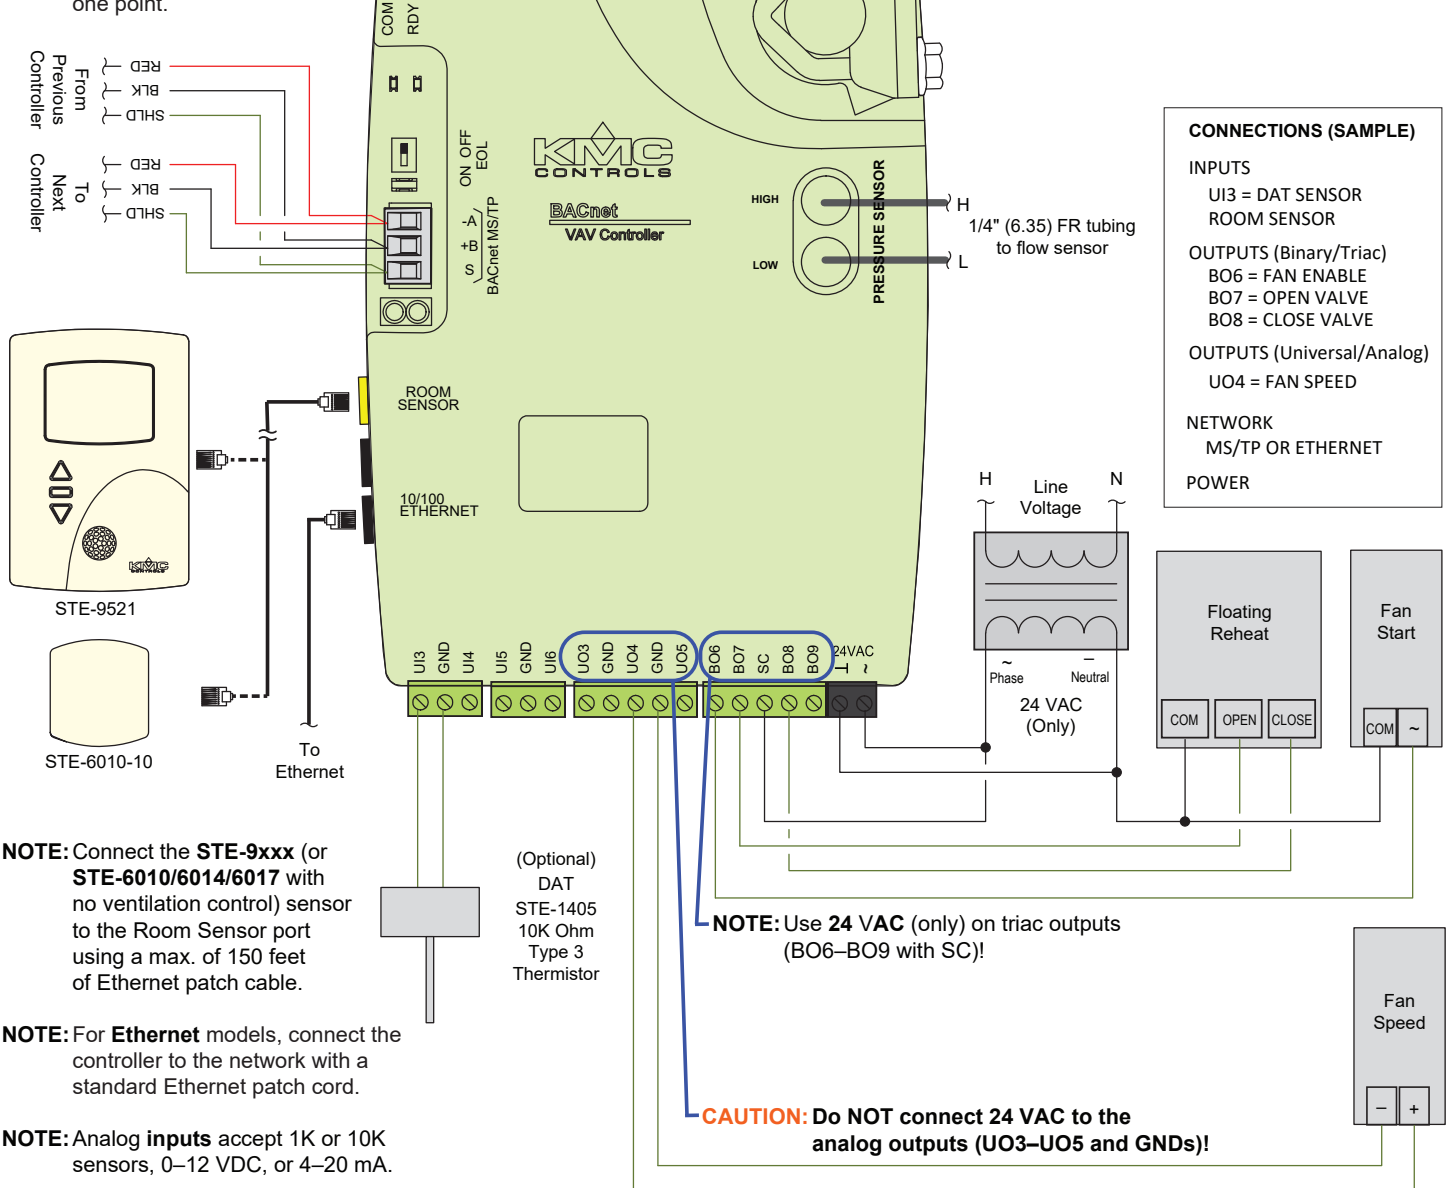 one point.
COM
RDY
RED
BLK
SHLD
From
Previous
Controller
RED
BLK
SHLD
To
Next
Controller
ON OFF
EOL
-A
+B
S
BACnet MS/TP
KMC
CONTROLS
BACnet
VAV Controller
HIGH
LOW
PRESSURE SENSOR
H
1/4" (6.35) FR tubing
to flow sensor
L
CONNECTIONS (SAMPLE)
INPUTS
UI3 = DAT SENSOR
ROOM SENSOR
OUTPUTS (Binary/Triac)
BO6 = FAN ENABLE
BO7 = OPEN VALVE
BO8 = CLOSE VALVE
OUTPUTS (Universal/Analog)
UO4 = FAN SPEED
NETWORK
MS/TP OR ETHERNET
POWER
ROOM
SENSOR
10/100
ETHERNET
KMC
CONTROLS
STE-9521
STE-6010-10
To
Ethernet
UI3
GND
UI4
UI5
GND
UI6
UO3
GND
UO4
GND
UO5
BO6
BO7
SC
BO8
BO9
24VAC
⊥
~
H
Line
Voltage
N
~
Phase
–
Neutral
24 VAC
(Only)
Floating
Reheat
COM
OPEN
CLOSE
Fan
Start
COM
~
NOTE: Connect the STE-9xxx (or
STE-6010/6014/6017 with
no ventilation control) sensor
to the Room Sensor port
using a max. of 150 feet
of Ethernet patch cable.
(Optional)
DAT
STE-1405
10K Ohm
Type 3
Thermistor
NOTE: Use 24 VAC (only) on triac outputs
(BO6–BO9 with SC)!
NOTE: For Ethernet models, connect the
controller to the network with a
standard Ethernet patch cord.
Fan
Speed
–
+
CAUTION: Do NOT connect 24 VAC to the
analog outputs (UO3–UO5 and GNDs)!
NOTE: Analog inputs accept 1K or 10K
sensors, 0–12 VDC, or 4–20 mA.